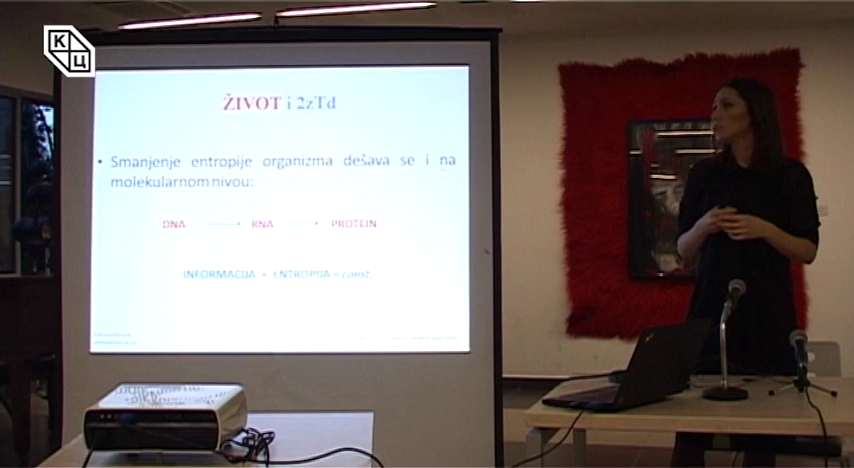 К
Ц
ŽIVOT i 2zTd
• Smanjenje entropije organizma dešava se i na
molekularnom nivou:
DNA RNA PROTEIN
INFORMACIJA + ENTROPIJA = const.